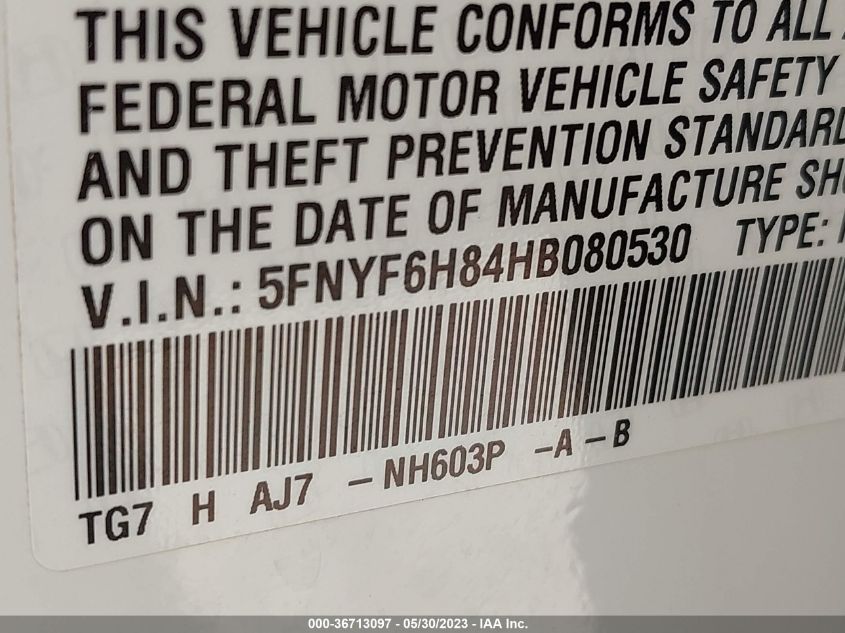 THIS VEHICLE CONFORMS TO ALL
FEDERAL MOTOR VEHICLE SAFETY
AND THEFT PREVENTION STANDARD
ON THE DATE OF MANUFACTURE SH
V.I.N.: 5FNYF6H84HB080530 TYPE:
TG7 H AJ7 – NH603P –A – B
000-36713097 - 05/30/2023 - IAA Inc.